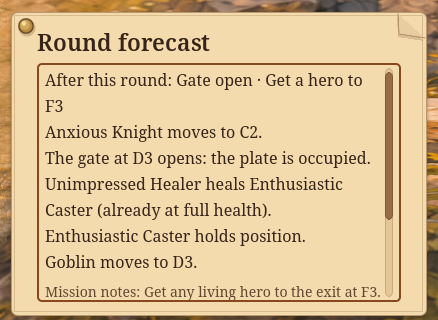 Round forecast
After this round: Gate open · Get a hero to
F3
Anxious Knight moves to C2.
The gate at D3 opens: the plate is occupied.
Unimpressed Healer heals Enthusiastic
Caster (already at full health).
Enthusiastic Caster holds position.
Goblin moves to D3.
Mission notes: Get any living hero to the exit at F3.